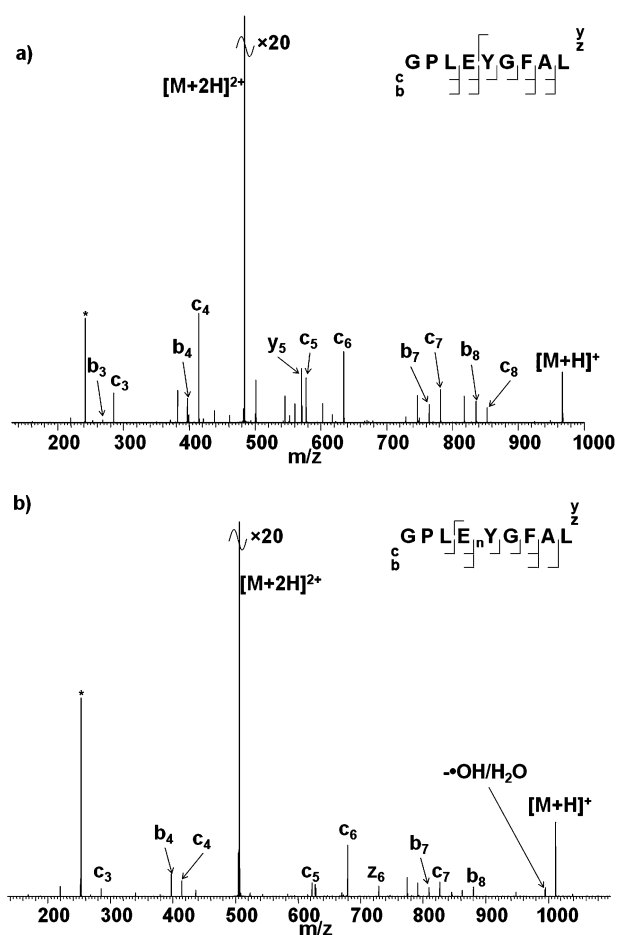 a)
×20
[M+2H]²⁺
y
z
G P L E Y G F A L
c
b
*
b₃
c₃
b₄
c₄
y₅
c₅
c₆
b₇
c₇
b₈
c₈
[M+H]⁺
200 300 400 500 600 700 800 900 1000
m/z
b)
×20
[M+2H]²⁺
y
z
G P L E ₙY G F A L
c
b
*
c₃
b₄
c₄
c₅
c₆
z₆
b₇
c₇
b₈
-•OH/H₂O
[M+H]⁺
200 300 400 500 600 700 800 900 1000
m/z